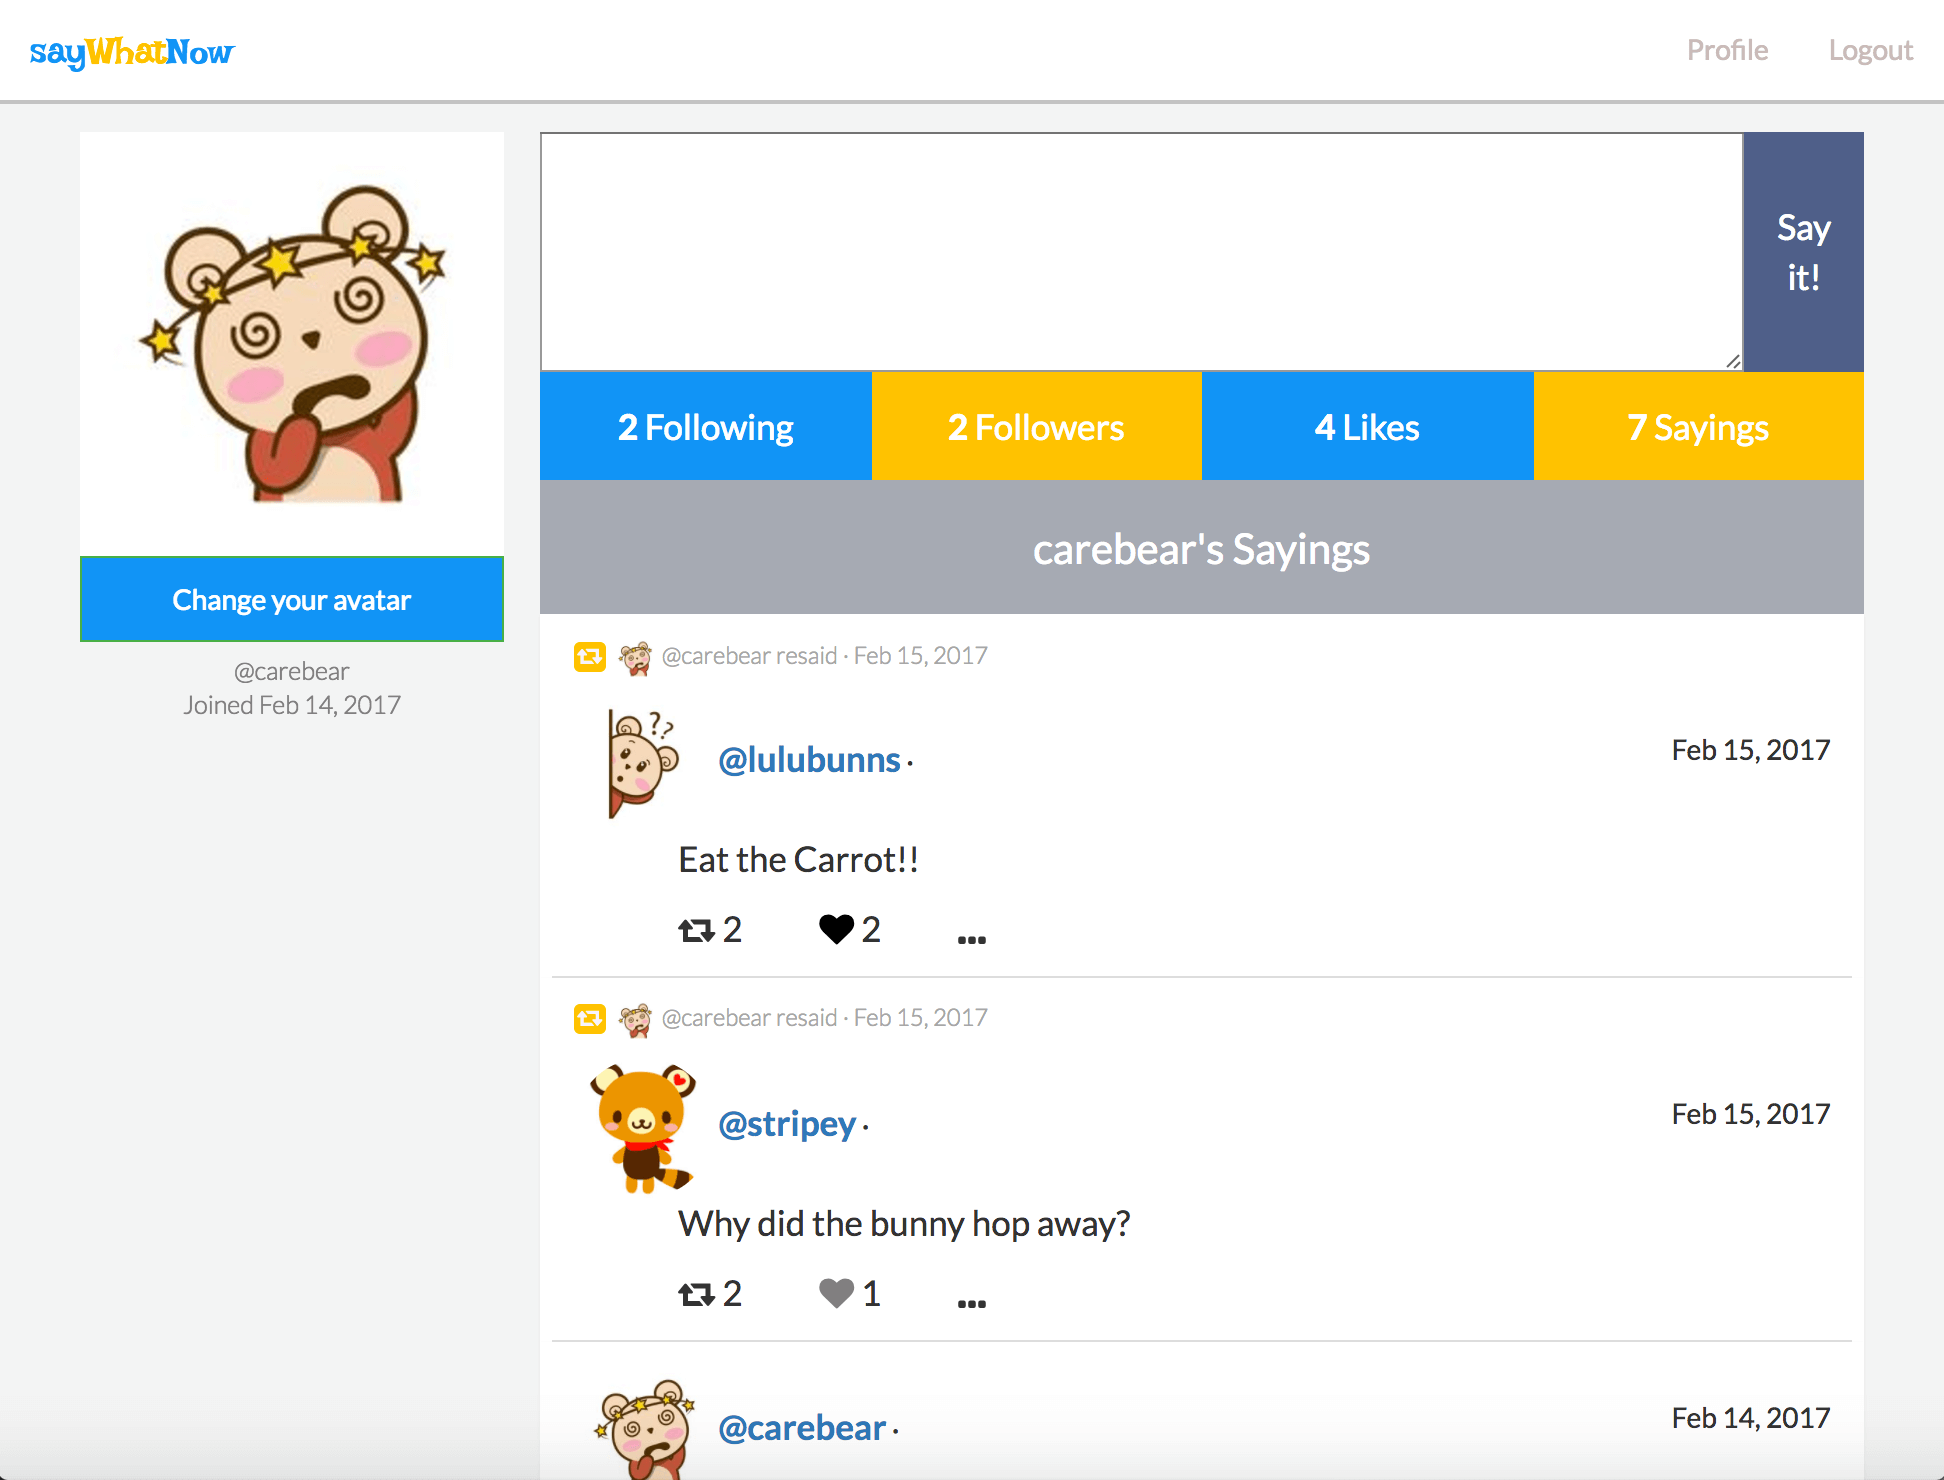 sayWhatNow
Profile
Logout
Say
it!
2 Following
2 Followers
4 Likes
7 Sayings
Change your avatar
@carebear
Joined Feb 14, 2017
carebear's Sayings
@carebear resaid · Feb 15, 2017
??
@lulubunns ·
Feb 15, 2017
Eat the Carrot!!
2
2
...
@carebear resaid · Feb 15, 2017
@stripey ·
Feb 15, 2017
Why did the bunny hop away?
2
1
...
@carebear ·
Feb 14, 2017